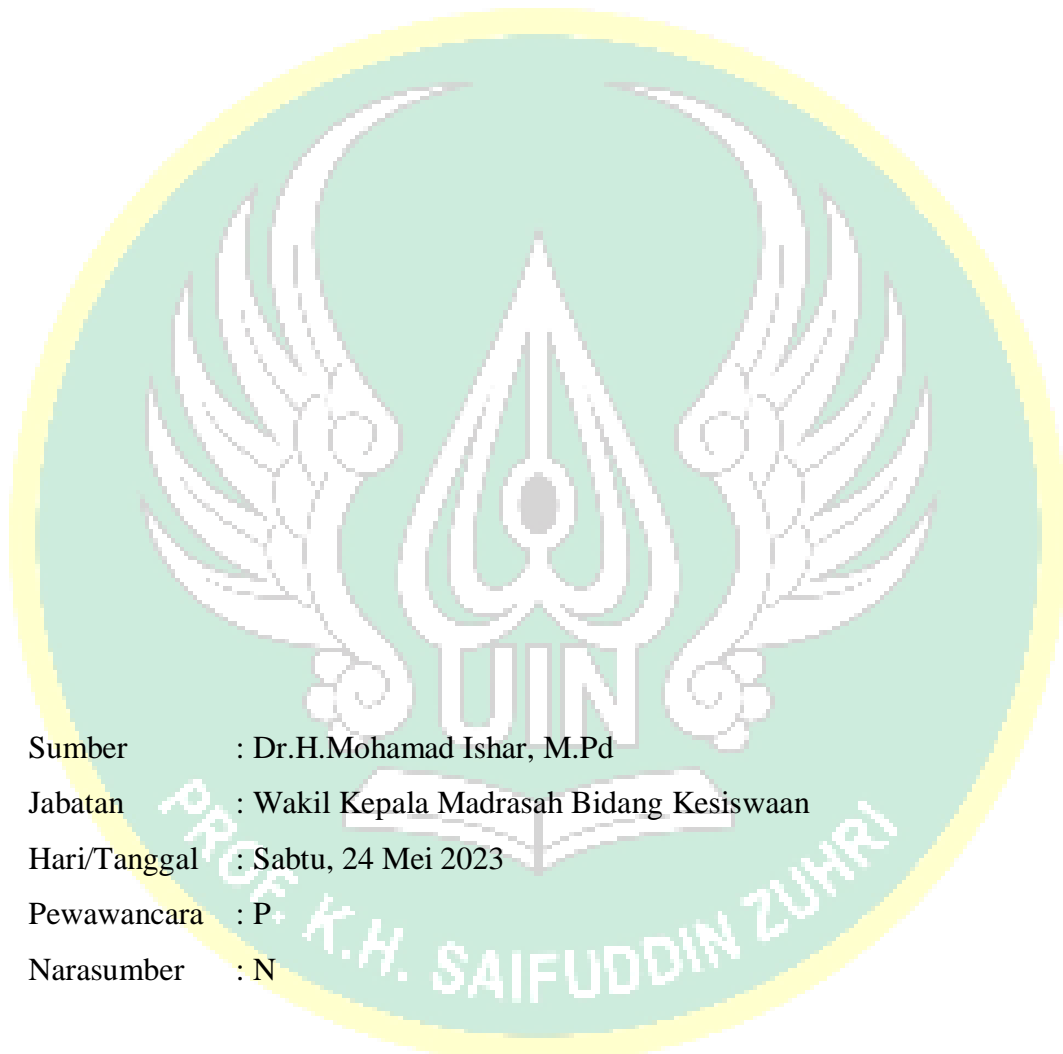 UIN
Sumber : Dr.H.Mohamad Ishar, M.Pd
Jabatan : Wakil Kepala Madrasah Bidang Kesiswaan
Hari/Tanggal : Sabtu, 24 Mei 2023
Pewawancara : P
Narasumber : N
PROF. K.H. SAIFUDDIN ZUHRI